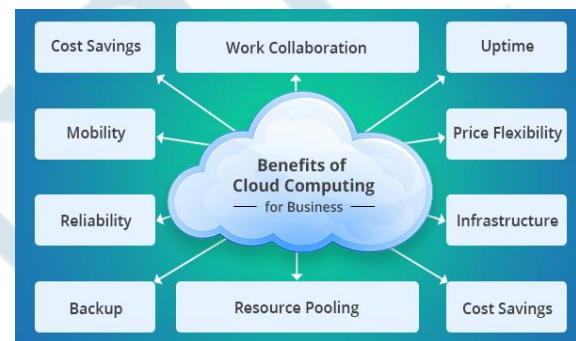 Cost Savings
Work Collaboration
Uptime
Mobility
Price Flexibility
Benefits of
Cloud Computing
for Business
Reliability
Infrastructure
Backup
Resource Pooling
Cost Savings